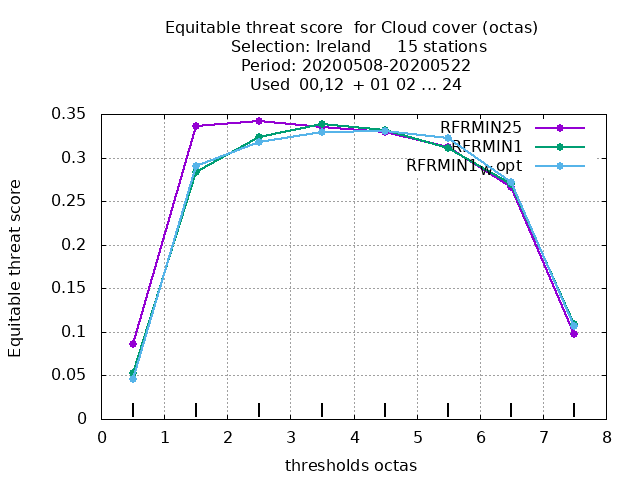 Equitable threat score for Cloud cover (octas)
Selection: Ireland 15 stations
Period: 20200508-20200522
Used 00,12 + 01 02 ... 24
0.35
0.3
0.25
0.2
0.15
0.1
0.05
0
Equitable threat score
RFRMIN25
RFRMIN1
RFRMIN1w opt
0 1 2 3 4 5 6 7 8
thresholds octas